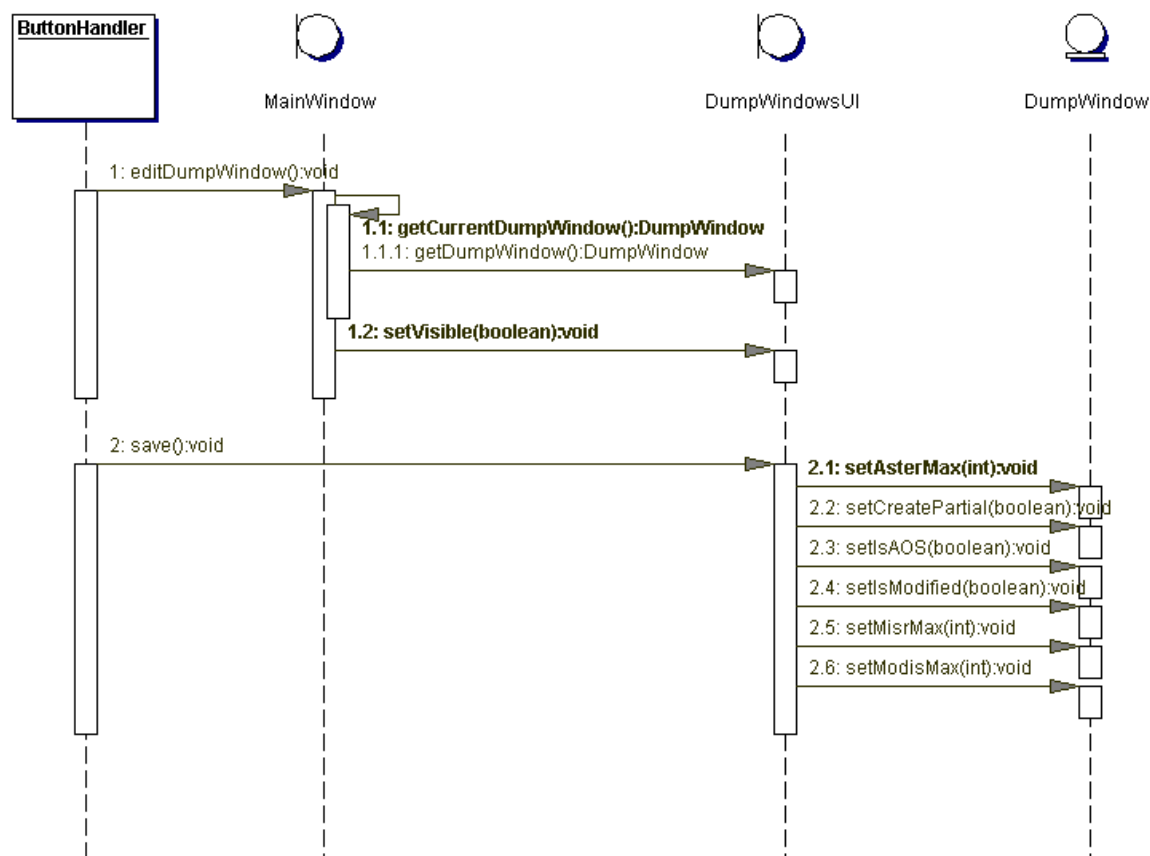 ButtonHandler
MainWindow
DumpWindowsUI
DumpWindow
1: editDumpWindow():void
1.1: getCurrentDumpWindow():DumpWindow
1.1.1: getDumpWindow():DumpWindow
1.2: setVisible(boolean):void
2: save():void
2.1: setAsterMax(int):void
2.2: setCreatePartial(boolean):void
2.3: setIsAOS(boolean):void
2.4: setIsModified(boolean):void
2.5: setMisrMax(int):void
2.6: setModisMax(int):void